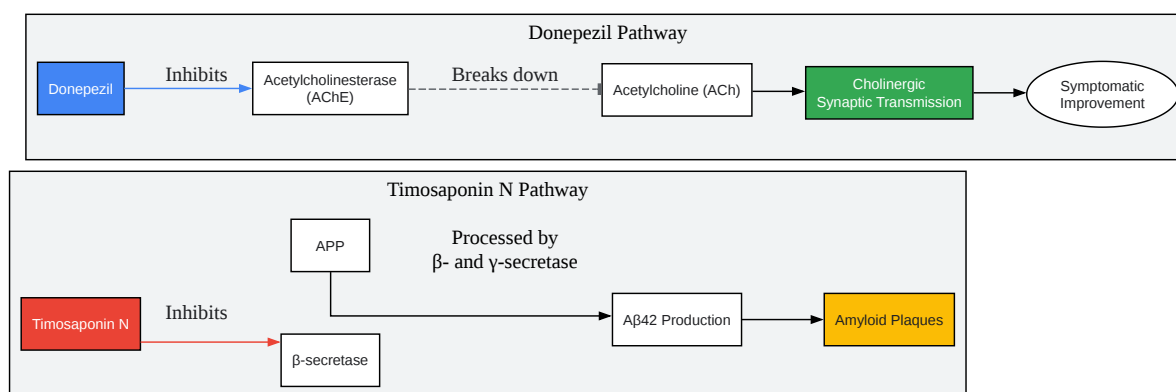 Donepezil Pathway
Donepezil
Inhibits
Acetylcholinesterase
(AChE)
Breaks down
Acetylcholine (ACh)
Cholinergic
Synaptic Transmission
Symptomatic
Improvement
Timosaponin N Pathway
APP
Processed by
β- and γ-secretase
Timosaponin N
Inhibits
β-secretase
Aβ42 Production
Amyloid Plaques